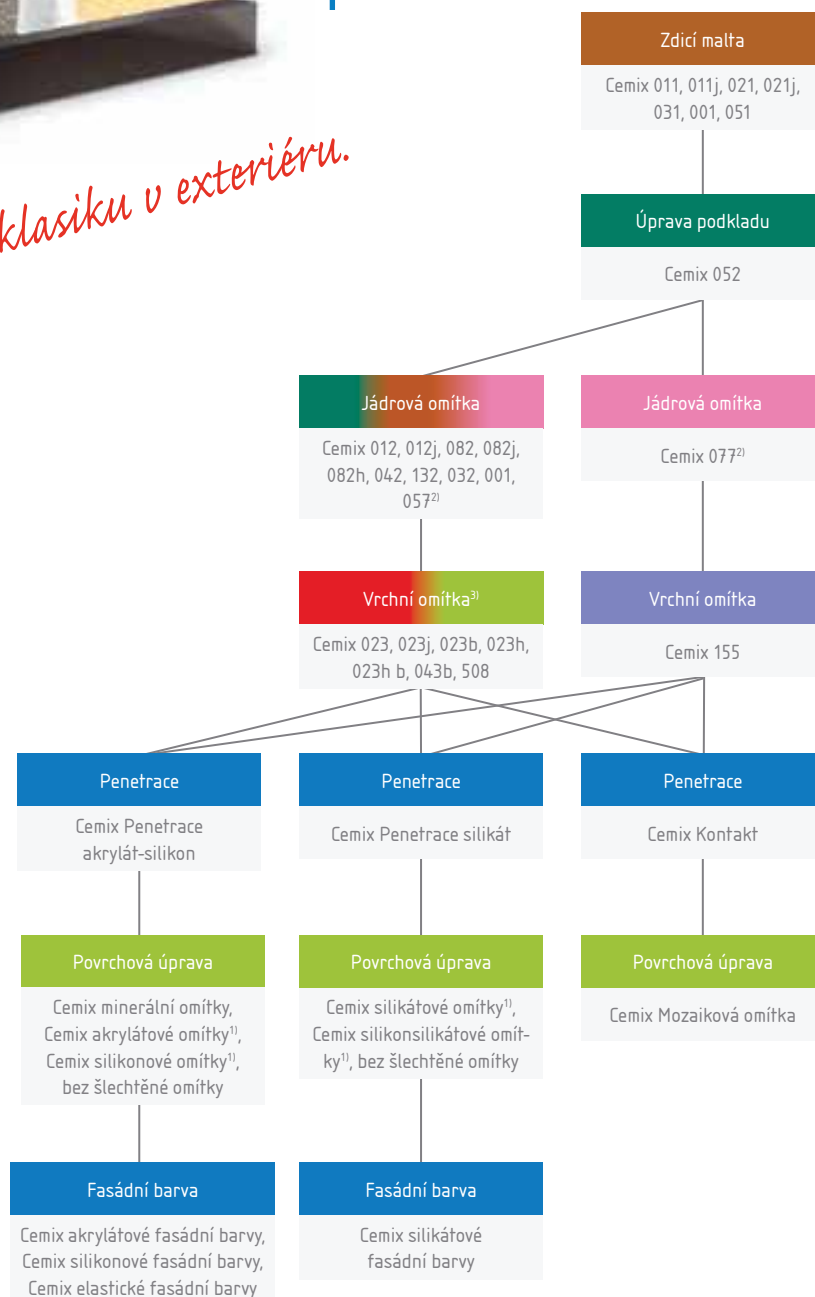 klasiku v exteriéru.
Zdicí malta
Cemix 011, 011j, 021, 021j,
031, 001, 051
Úprava podkladu
Cemix 052
Jádrová omítka
Cemix 012, 012j, 082, 082j,
082h, 042, 132, 032, 001,
057²⁾
Jádrová omítka
Cemix 077²⁾
Vrchní omítka³⁾
Cemix 023, 023j, 023b, 023h,
023h b, 043b, 508
Vrchní omítka
Cemix 155
Penetrace
Cemix Penetrace
akrylát-silikon
Penetrace
Cemix Penetrace silikát
Penetrace
Cemix Kontakt
Povrchová úprava
Cemix minerální omítky,
Cemix akrylátové omítky¹⁾,
Cemix silikonové omítky¹⁾,
bez šlechtěné omítky
Povrchová úprava
Cemix silikátové omítky¹⁾,
Cemix silikonsilikátové omít-
ky¹⁾, bez šlechtěné omítky
Povrchová úprava
Cemix Mozaiková omítka
Fasádní barva
Cemix akrylátové fasádní barvy,
Cemix silikonové fasádní barvy,
Cemix elastické fasádní barvy
Fasádní barva
Cemix silikátové
fasádní barvy